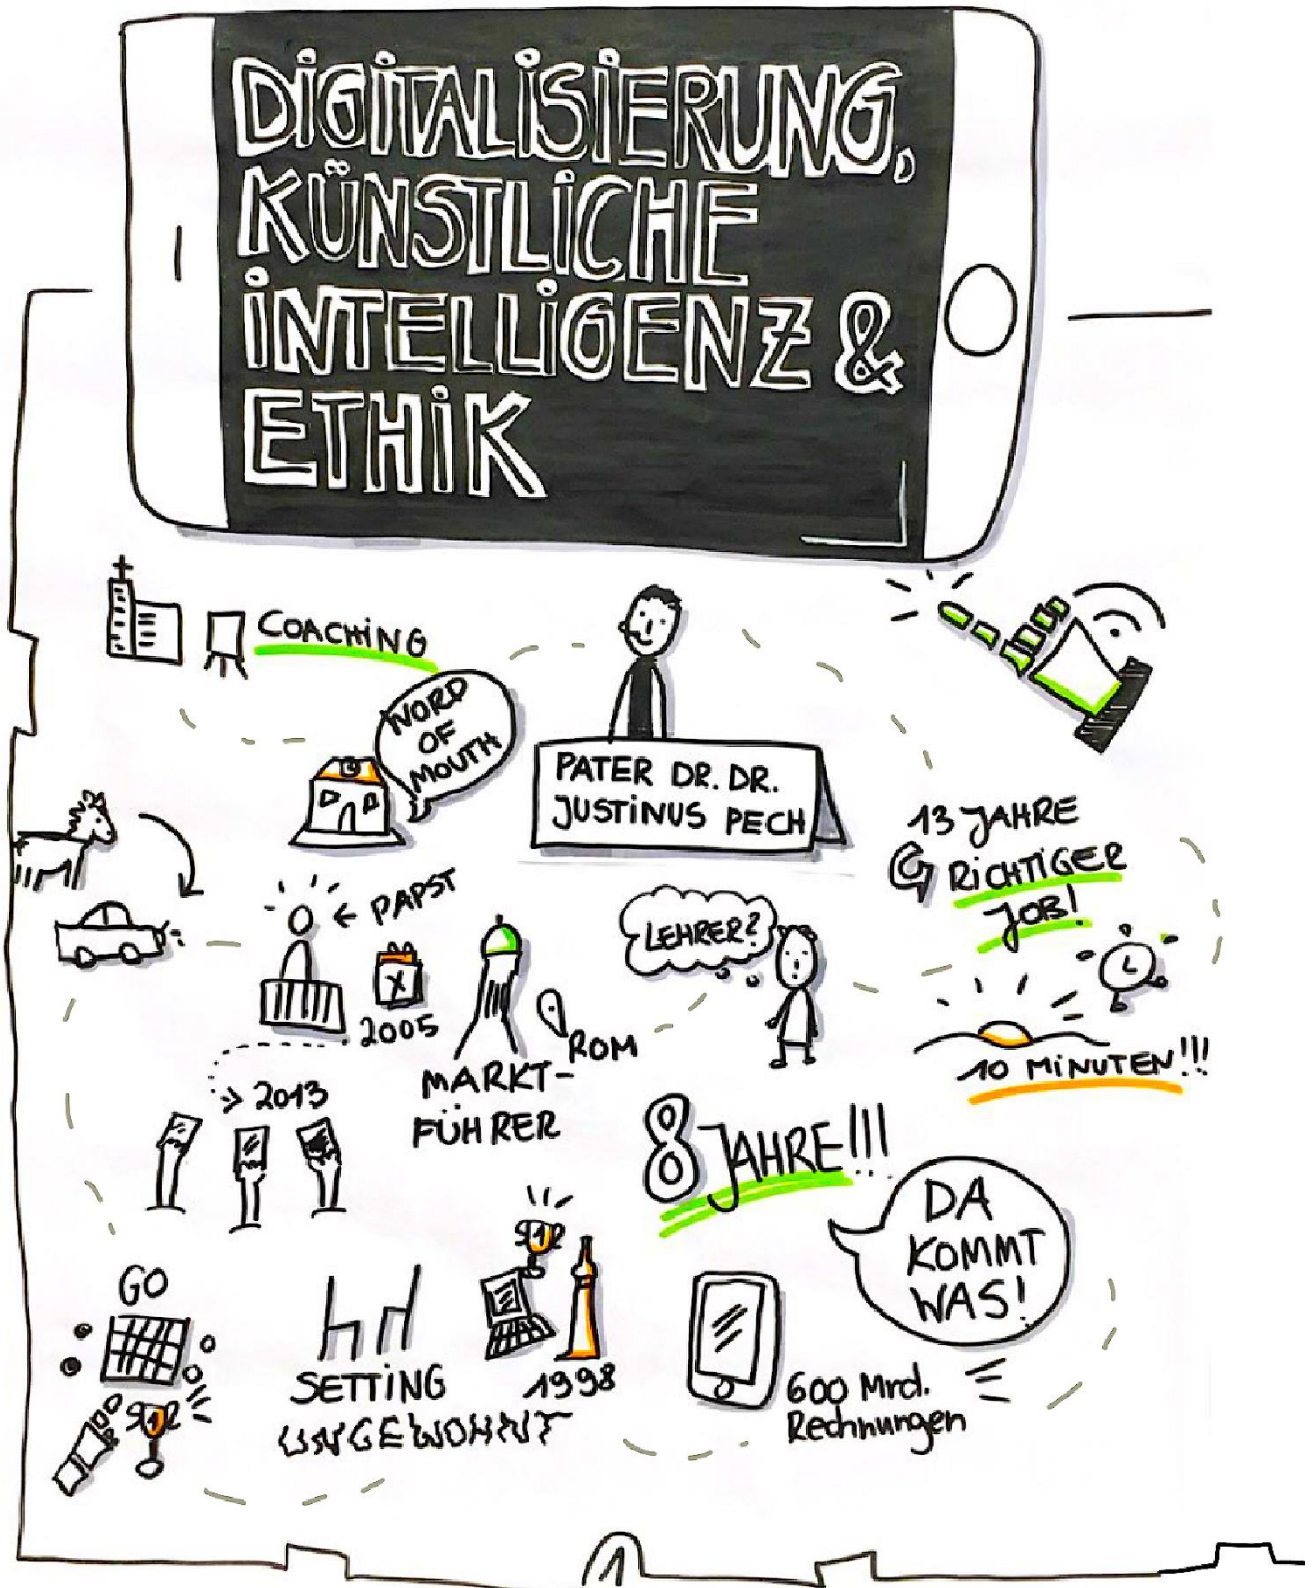 DIGITALISIERUNG,
KÜNSTLICHE
INTELLIGENZ &
ETHIK
COACHING
WORD
OF
MOUTH
PATER DR. DR.
JUSTINUS PECH
13 JAHRE
RICHTIGER
JOB!
← PAPST
LEHRER?
X
2005
ROM
MARKT-
FÜHRER
10 MINUTEN!!!
2013
8 JAHRE!!!
DA
KOMMT
WAS!
GO
1
1
SETTING
UNGEWOHNT
1998
600 Mrd.
Rechnungen
1